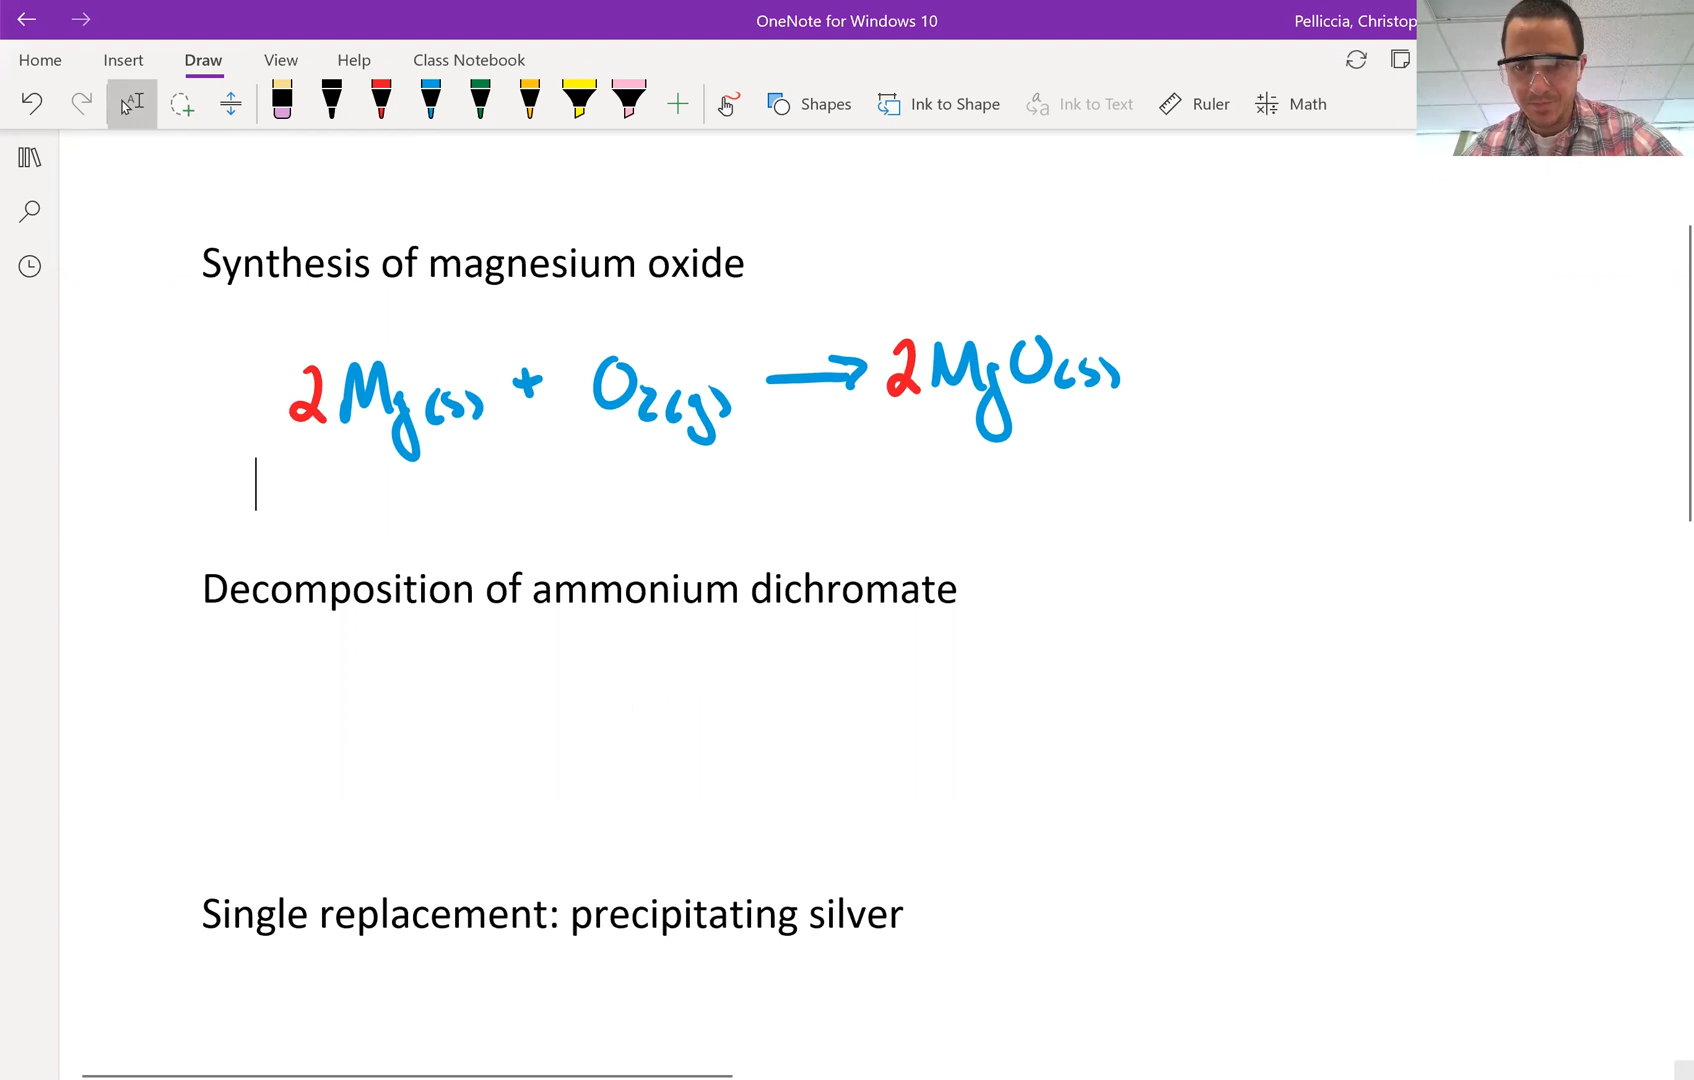 OneNote for Windows 10
Pelliccia, Christop
Home Insert Draw View Help Class Notebook
Shapes Ink to Shape Ink to Text Ruler Math
Synthesis of magnesium oxide
2Mg(s) + O2(g) → 2MgO(s)
Decomposition of ammonium dichromate
Single replacement: precipitating silver